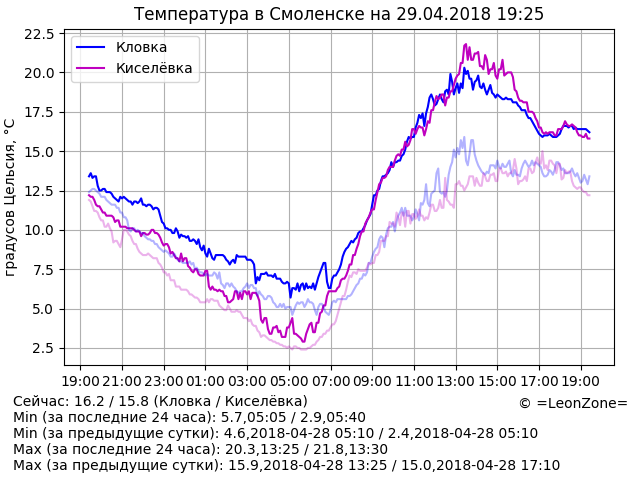 Температура в Смоленске на 29.04.2018 19:25
22.5
20.0
17.5
15.0
12.5
10.0
7.5
5.0
2.5
градусов Цельсия, °C
Кловка
Киселёвка
19:00 21:00 23:00 01:00 03:00 05:00 07:00 09:00 11:00 13:00 15:00 17:00 19:00
Сейчас: 16.2 / 15.8 (Кловка / Киселёвка)
© =LeonZone=
Min (за последние 24 часа): 5.7,05:05 / 2.9,05:40
Min (за предыдущие сутки): 4.6,2018-04-28 05:10 / 2.4,2018-04-28 05:10
Max (за последние 24 часа): 20.3,13:25 / 21.8,13:30
Max (за предыдущие сутки): 15.9,2018-04-28 13:25 / 15.0,2018-04-28 17:10